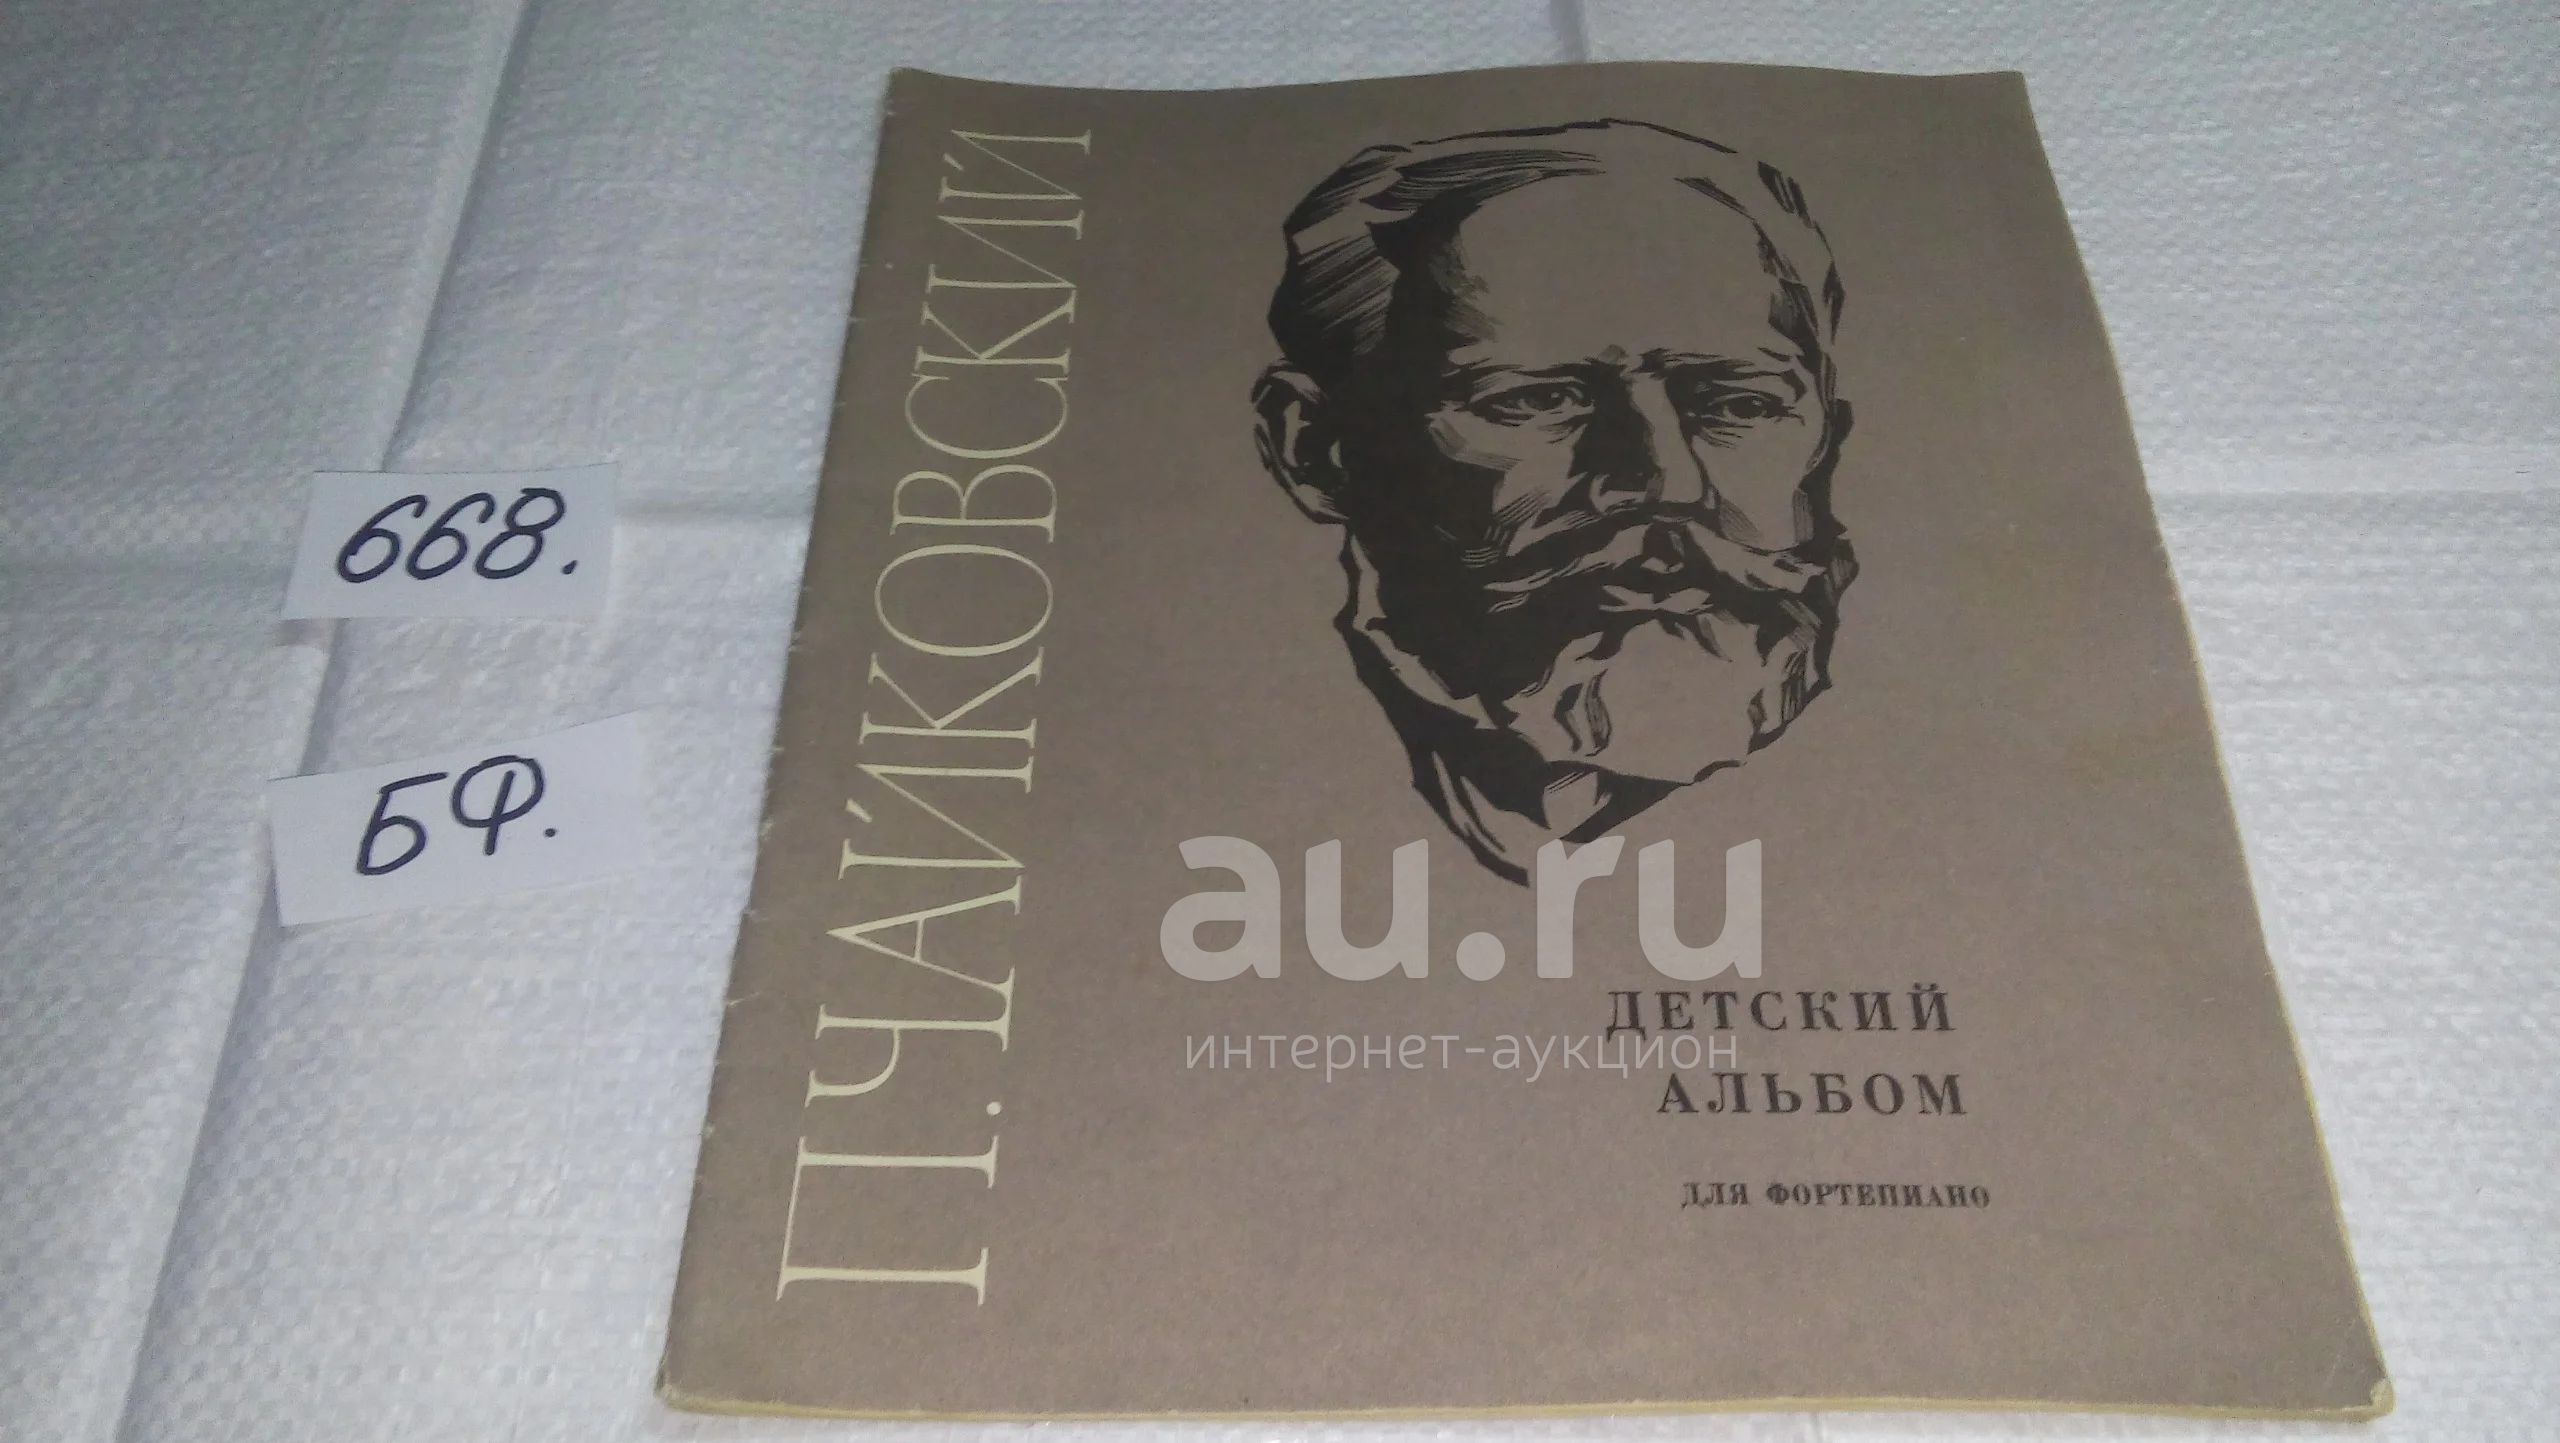 668.
БФ.
П. ЧАЙКОВСКИЙ
au.ru
ДЕТСКИЙ
интернет-аукцион
АЛЬБОМ
ДЛЯ ФОРТЕПИАНО